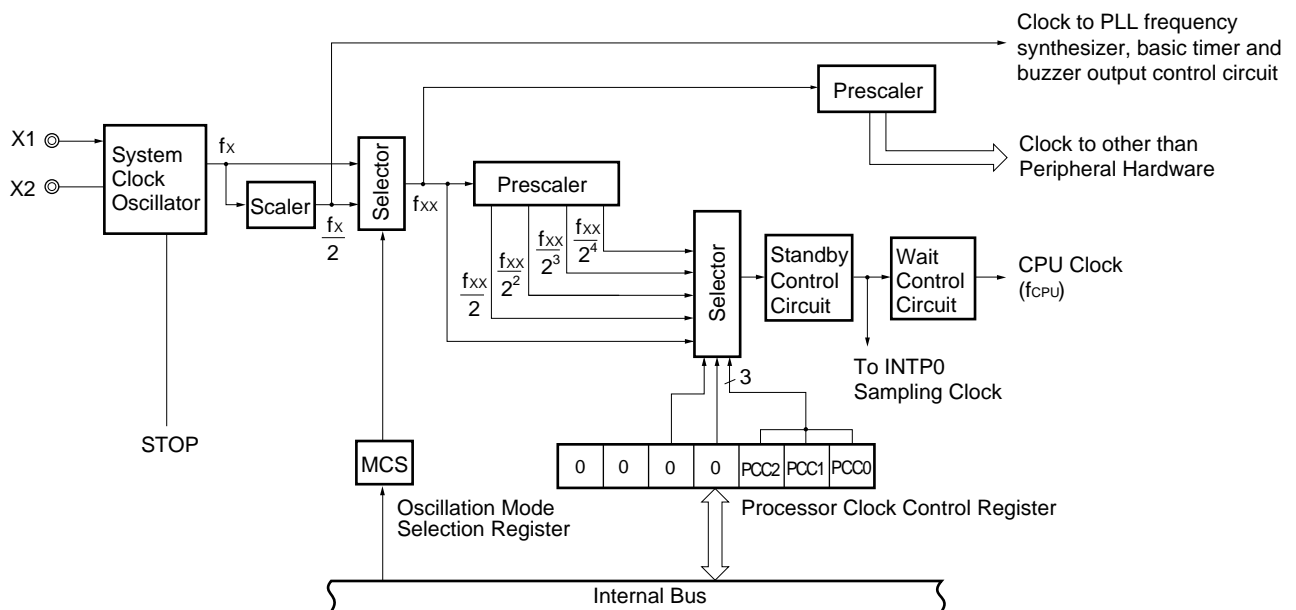 Clock to PLL frequency
synthesizer, basic timer and
buzzer output control circuit
Prescaler
X1
X2
System
Clock
Oscillator
fX
Scaler
fX
2
Selector
fXX
Prescaler
Clock to other than
Peripheral Hardware
fXX
2
fXX
2^2
fXX
2^3
fXX
2^4
Selector
Standby
Control
Circuit
Wait
Control
Circuit
CPU Clock
(fCPU)
To INTP0
Sampling Clock
3
STOP
MCS
0 0 0 0 PCC2 PCC1 PCC0
Oscillation Mode
Selection Register
Processor Clock Control Register
Internal Bus